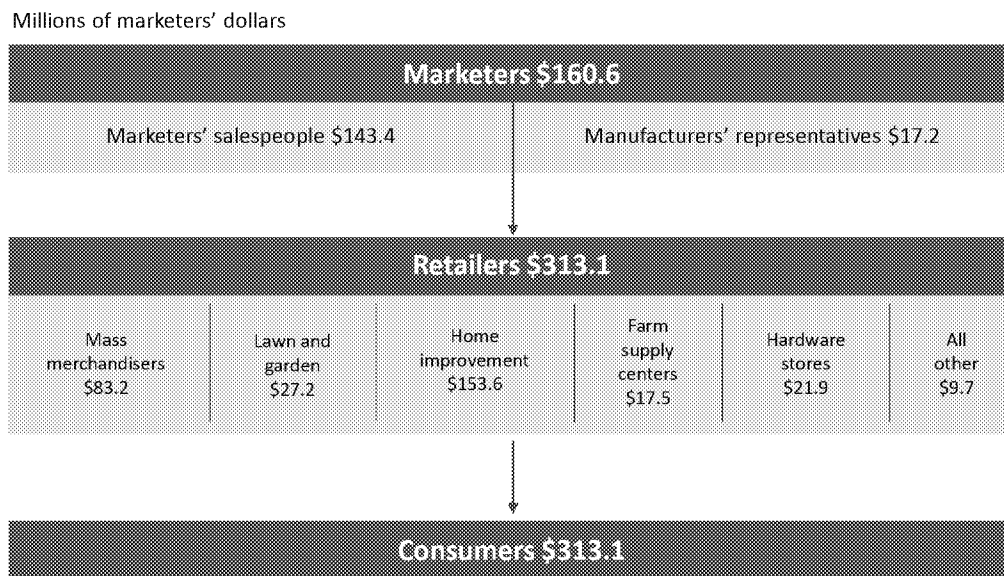 Millions of marketers’ dollars
Marketers $160.6
Marketers’ salespeople $143.4
Manufacturers’ representatives $17.2
Retailers $313.1
Mass
merchandisers
$83.2
Lawn and
garden
$27.2
Home
improvement
$153.6
Farm
supply
centers
$17.5
Hardware
stores
$21.9
All
other
$9.7
Consumers $313.1